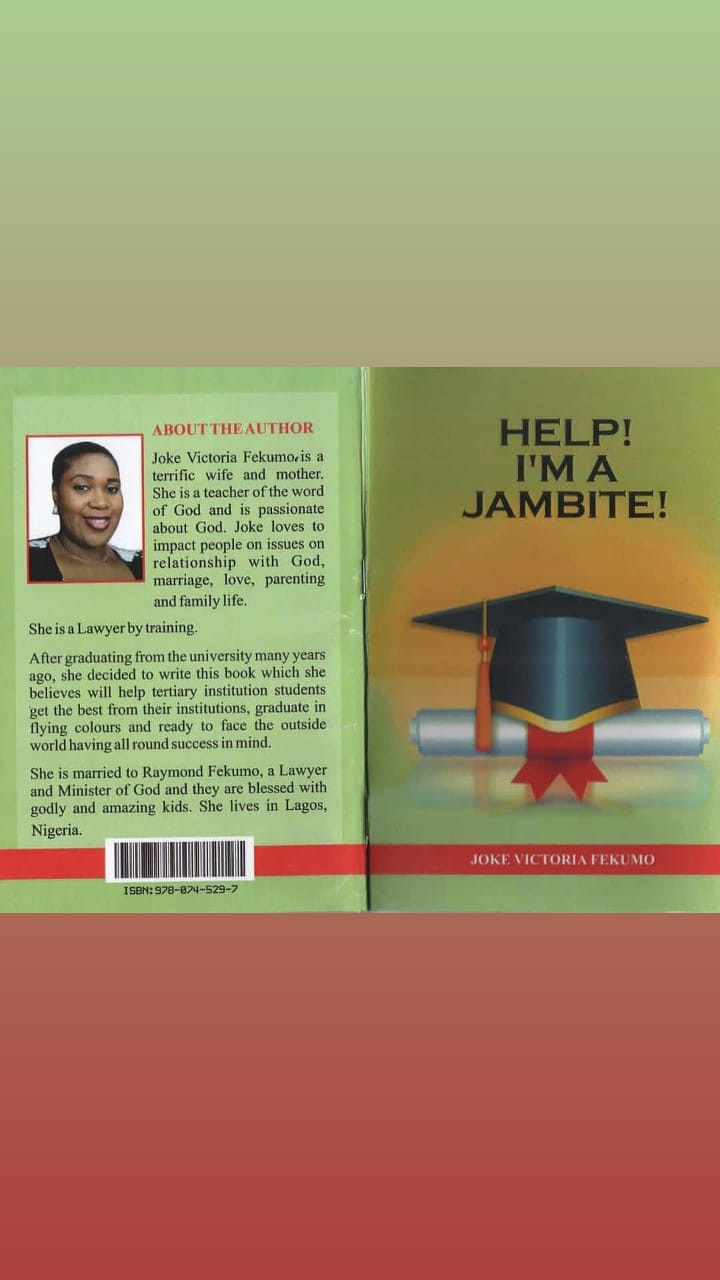 ABOUT THE AUTHOR
Joke Victoria Fekumo, is a
terrific wife and mother.
She is a teacher of the word
of God and is passionate
about God. Joke loves to
impact people on issues on
relationship with God,
marriage, love, parenting
and family life.
She is a Lawyer by training.
After graduating from the university many years
ago, she decided to write this book which she
believes will help tertiary institution students
get the best from their institutions, graduate in
flying colours and ready to face the outside
world having all round success in mind.
She is married to Raymond Fekumo, a Lawyer
and Minister of God and they are blessed with
godly and amazing kids. She lives in Lagos,
Nigeria.
ISBN: 978-074-529-7
HELP!
I'M A
JAMBITE!
JOKE VICTORIA FEKUMO